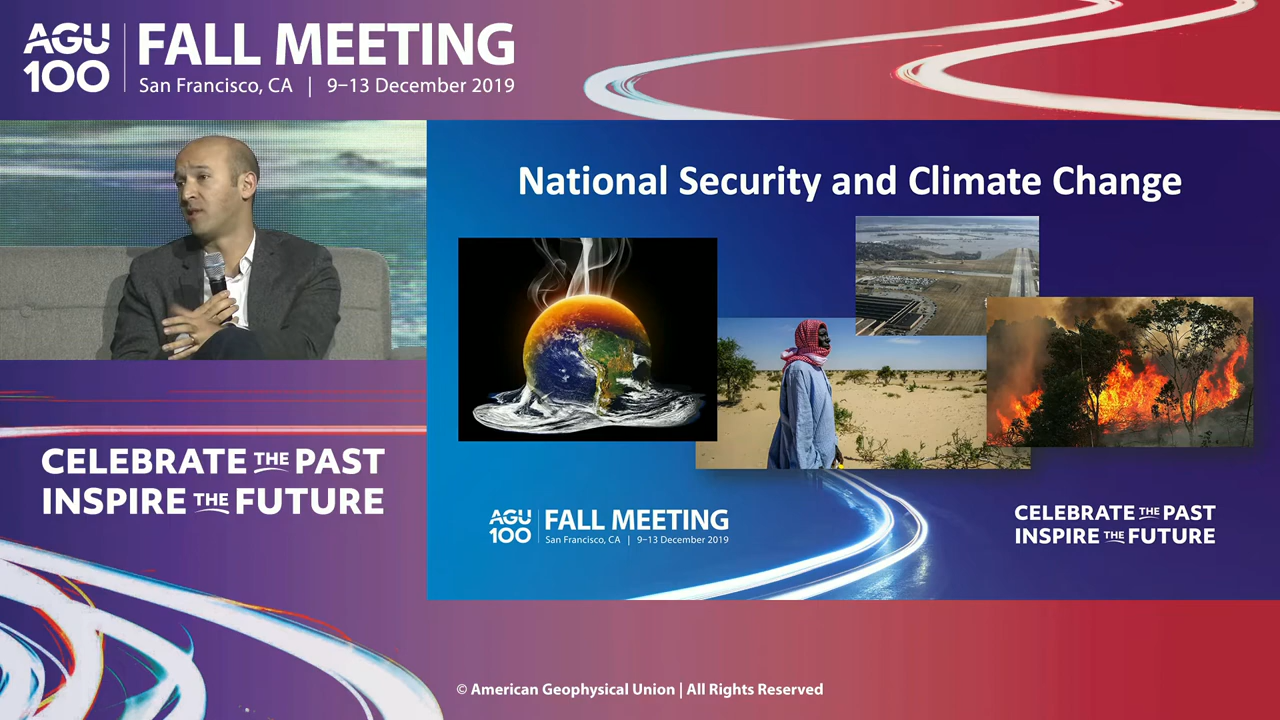 AGU
100
FALL MEETING
San Francisco, CA | 9–13 December 2019
National Security and Climate Change
CELEBRATE THE PAST
INSPIRE THE FUTURE
AGU
100
FALL MEETING
San Francisco, CA | 9–13 December 2019
CELEBRATE THE PAST
INSPIRE THE FUTURE
© American Geophysical Union | All Rights Reserved